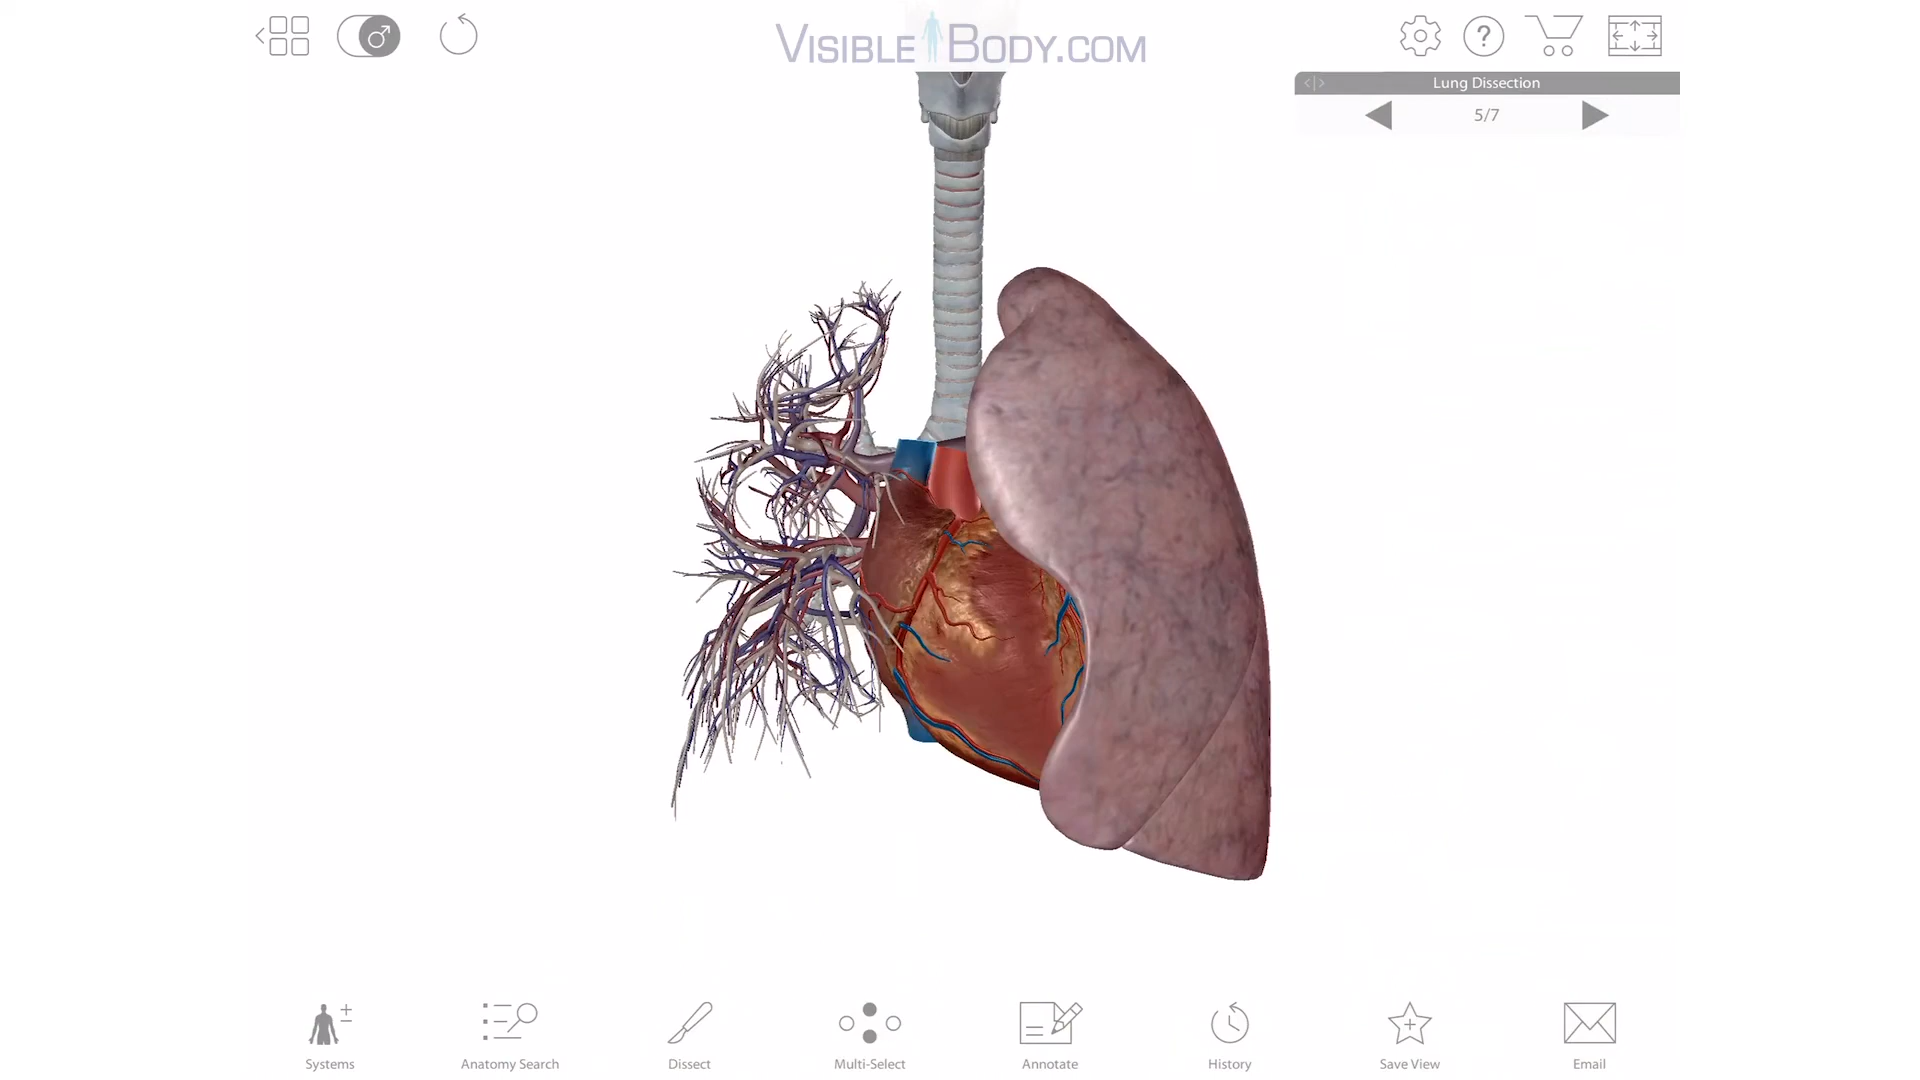 VISIBLE BODY.COM
?
Lung Dissection
5/7
Systems
Anatomy Search
Dissect
Multi-Select
Annotate
History
Save View
Email